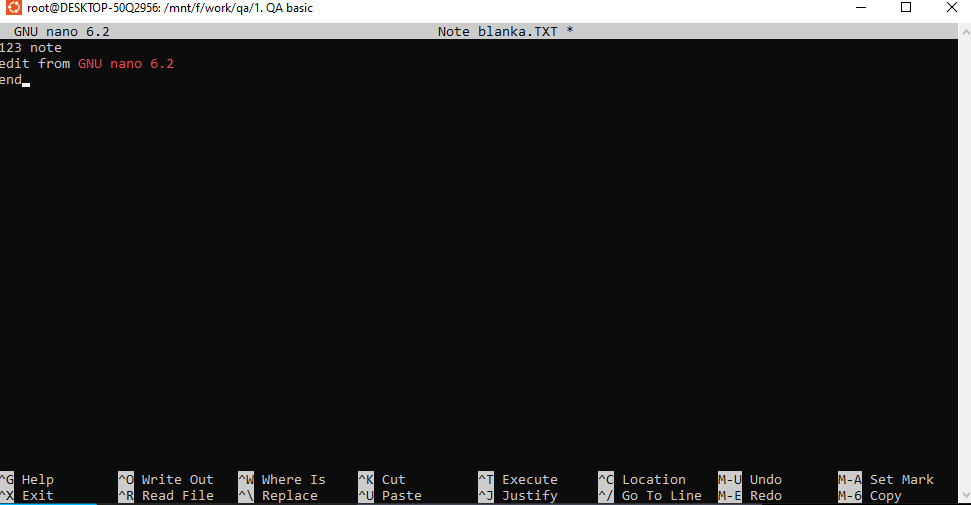 root@DESKTOP-50Q2956: /mnt/f/work/qa/1. QA basic
GNU nano 6.2 Note blanka.TXT *
123 note
edit from GNU nano 6.2
end
^G Help ^O Write Out ^W Where Is ^K Cut ^T Execute ^C Location M-U Undo M-A Set Mark
^X Exit ^R Read File ^\ Replace ^U Paste ^J Justify ^/ Go To Line M-E Redo M-6 Copy